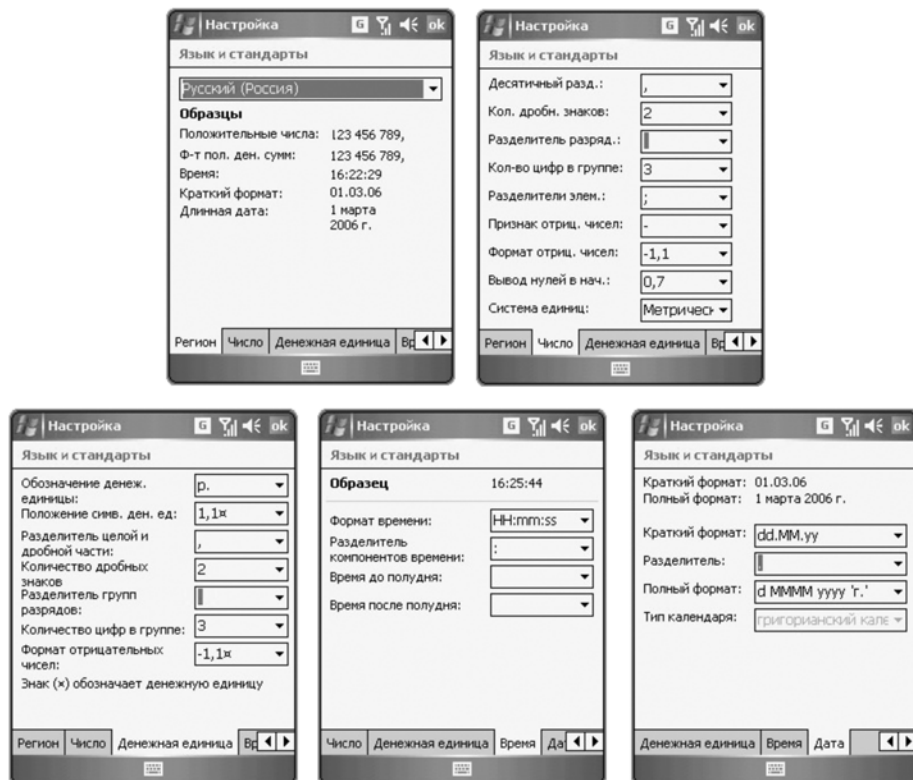 Настройка G ok
Язык и стандарты
Русский (Россия)
Образцы
Положительные числа: 123 456 789,
Ф-т пол. ден. сумм: 123 456 789,
Время: 16:22:29
Краткий формат: 01.03.06
Длинная дата: 1 марта
2006 г.
Регион Число Денежная единица Вр
Настройка G ok
Язык и стандарты
Десятичный разд.: ,
Кол. дробн. знаков: 2
Разделитель разряд.:
Кол-во цифр в группе: 3
Разделители элем.: ;
Признак отриц. чисел: -
Формат отриц. чисел: -1,1
Вывод нулей в нач.: 0,7
Система единиц: Метрическ
Регион Число Денежная единица Вр
Настройка G ok
Язык и стандарты
Обозначение денеж.
единицы: р.
Положение симв. ден. ед: 1,1¤
Разделитель целой и
дробной части: ,
Количество дробных
знаков 2
Разделитель групп
разрядов:
Количество цифр в группе: 3
Формат отрицательных
чисел: -1,1¤
Знак (¤) обозначает денежную единицу
Регион Число Денежная единица Вр
Настройка G ok
Язык и стандарты
Образец 16:25:44
Формат времени: HH:mm:ss
Разделитель
компонентов времени: :
Время до полудня:
Время после полудня:
Число Денежная единица Время Да
Настройка G ok
Язык и стандарты
Краткий формат: 01.03.06
Полный формат: 1 марта 2006 г.
Краткий формат: dd.MM.yy
Разделитель: .
Полный формат: d MMMM yyyy 'г.'
Тип календаря: григорианский кале
Денежная единица Время Дата